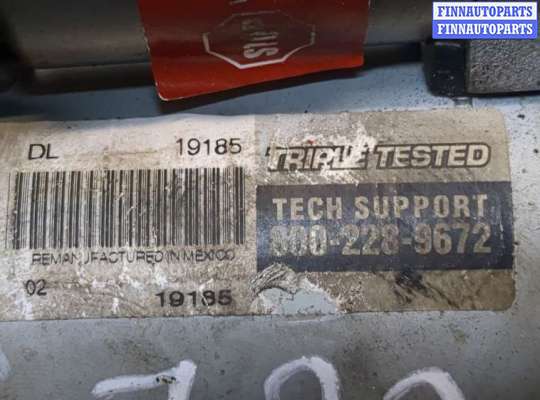 FINNAUTOPARTS
FINNAUTOPARTS
DL 19185
TRIPLE TESTED
TECH SUPPORT
800-228-9672
REMANUFACTURED IN MEXICO
02 19185